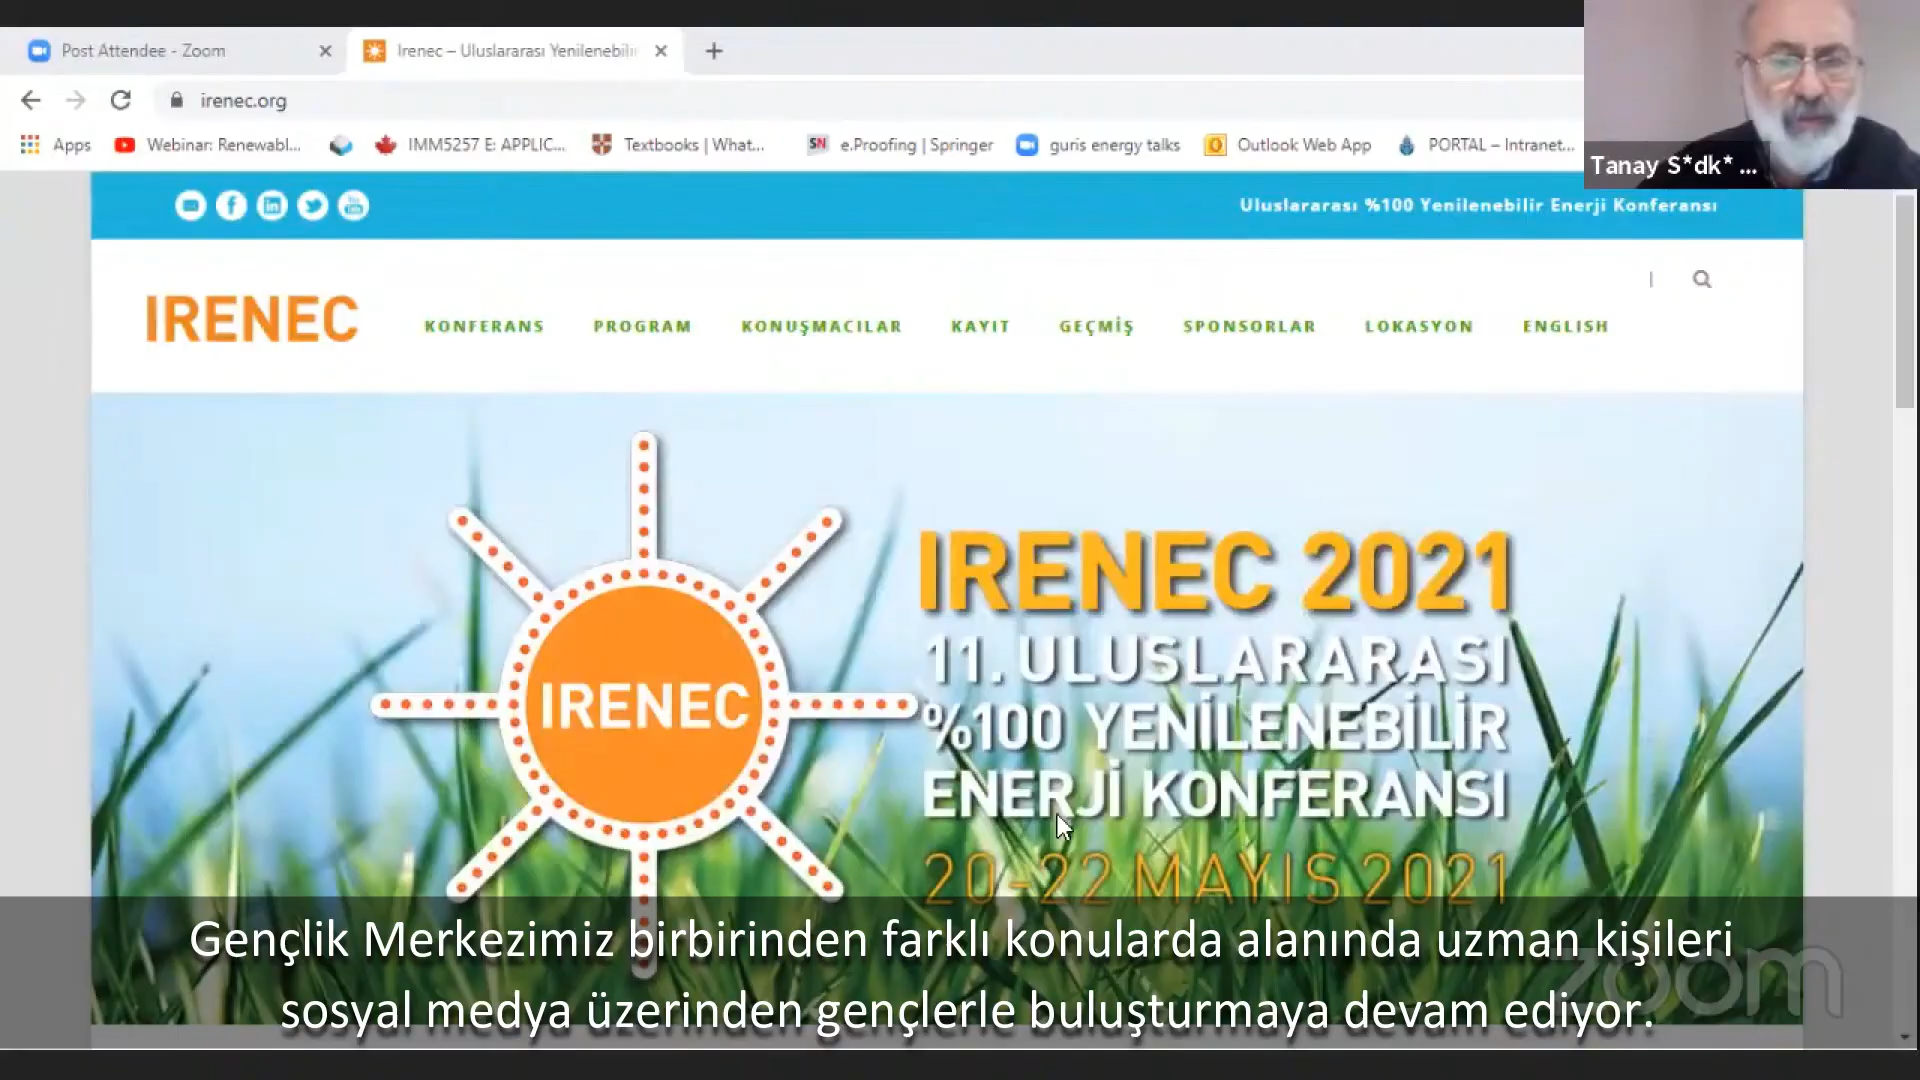 Post Attendee - Zoom
Irenec – Uluslararası Yenilenebilir
irenec.org
Apps
Webinar: Renewabl...
IMM5257 E: APPLIC...
Textbooks | What...
SN e.Proofing | Springer
guris energy talks
Outlook Web App
PORTAL – Intranet...
Tanay S*dk* ...
Uluslararası %100 Yenilenebilir Enerji Konferansı
IRENEC
KONFERANS
PROGRAM
KONUŞMACILAR
KAYIT
GEÇMİŞ
SPONSORLAR
LOKASYON
ENGLISH
IRENEC
IRENEC 2021
11. ULUSLARARASI
%100 YENİLENEBİLİR
ENERJİ KONFERANSI
20-22 MAYIS 2021
Gençlik Merkezimiz birbirinden farklı konularda alanında uzman kişileri
sosyal medya üzerinden gençlerle buluşturmaya devam ediyor.
zoom